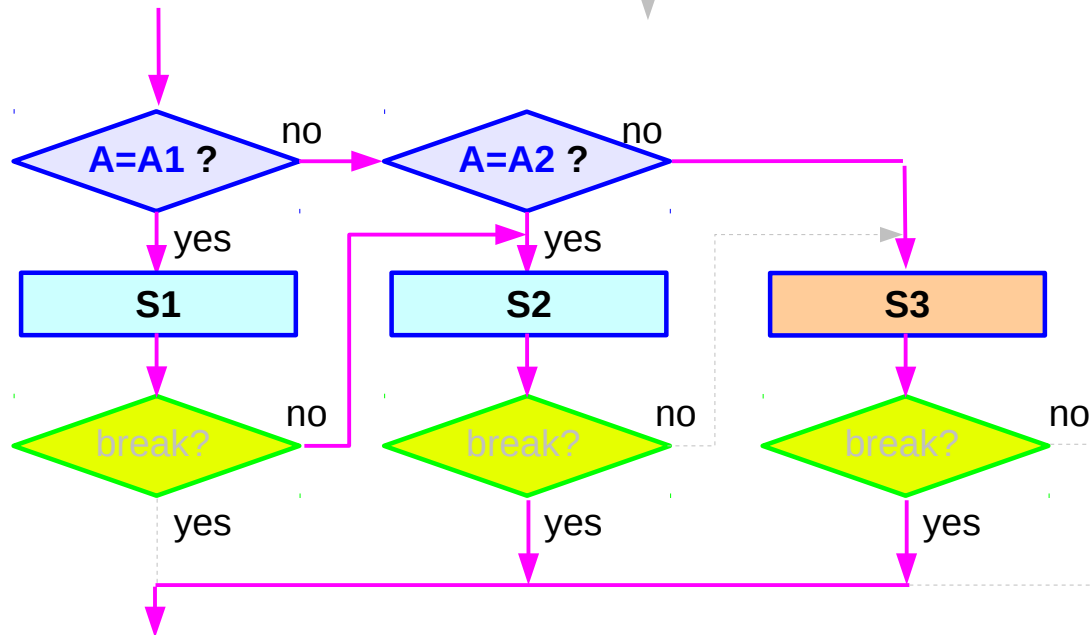 no
no
A=A1 ?
A=A2 ?
yes
yes
S1
S2
S3
no
no
no
break?
break?
break?
yes
yes
yes